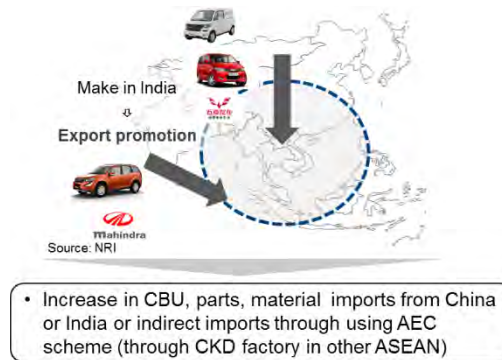 Make in India
⇩
Export promotion
mahindra
Source: NRI
• Increase in CBU, parts, material imports from China
or India or indirect imports through using AEC
scheme (through CKD factory in other ASEAN)